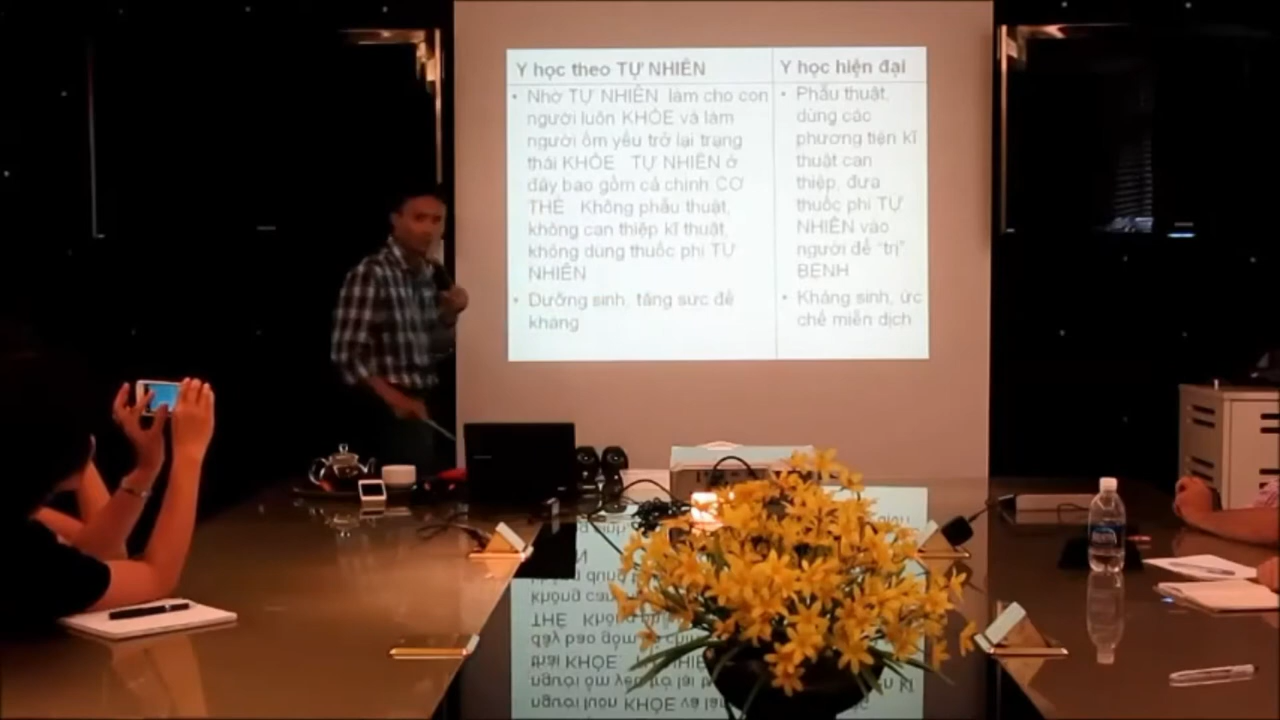 Y học theo TỰ NHIÊN
• Nhờ TỰ NHIÊN làm cho con
người luôn KHỎE và làm
người ốm yếu trở lại trạng
thái KHỎE TỰ NHIÊN ở
đây bao gồm cả chính CƠ
THỂ Không phẫu thuật,
không can thiệp kĩ thuật,
không dùng thuốc phi TỰ
NHIÊN
• Dưỡng sinh, tăng sức đề
kháng
Y học hiện đại
• Phẫu thuật,
dùng các
phương tiện kĩ
thuật can
thiệp, đưa
thuốc phi TỰ
NHIÊN vào
người để "trị"
BỆNH
• Kháng sinh, ức
chế miễn dịch